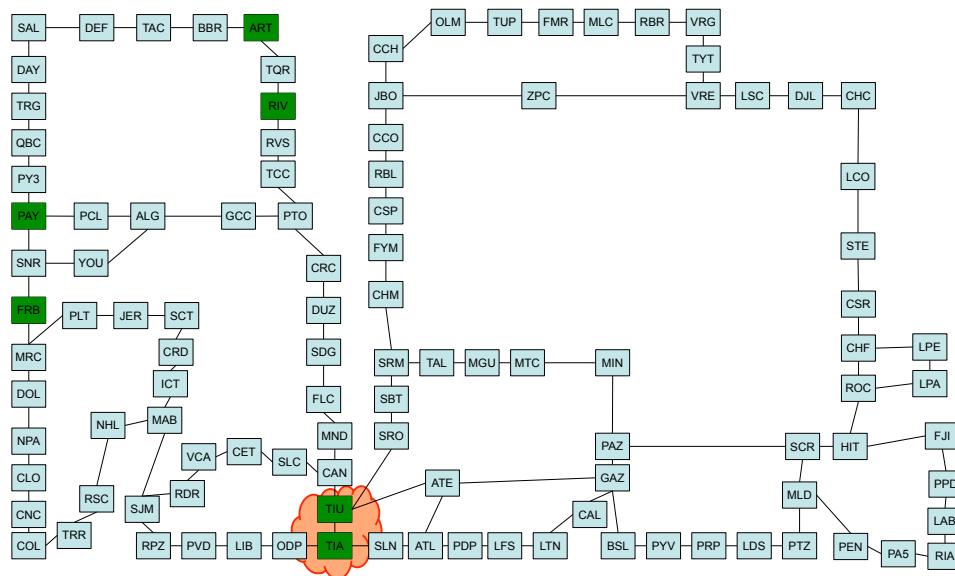 SAL DEF TAC BBR ART OLM TUP FMR MLC RBR VRG
CCH TYT
DAY TQR
TRG RIV JBO ZPC VRE LSC DJL CHC
QBC RVS CCO
PY3 TCC RBL LCO
PAY PCL ALG GCC PTO CSP
SNR YOU CRC FYM STE
FRB PLT JER SCT DUZ CHM CSR
MRC CRD SDG SRM TAL MGU MTC MIN CHF LPE
DOL ICT FLC SBT ROC LPA
NHL MAB MND SRO FJI
NPA PAZ SCR HIT
CLO VCA CET SLC CAN ATE GAZ
RSC RDR MLD PPD
CNC SJM TIU CAL LAB
TRR
COL RPZ PVD LIB ODP TIA SLN ATL PDP LFS LTN BSL PYV PRP LDS PTZ PEN PA5 RIA